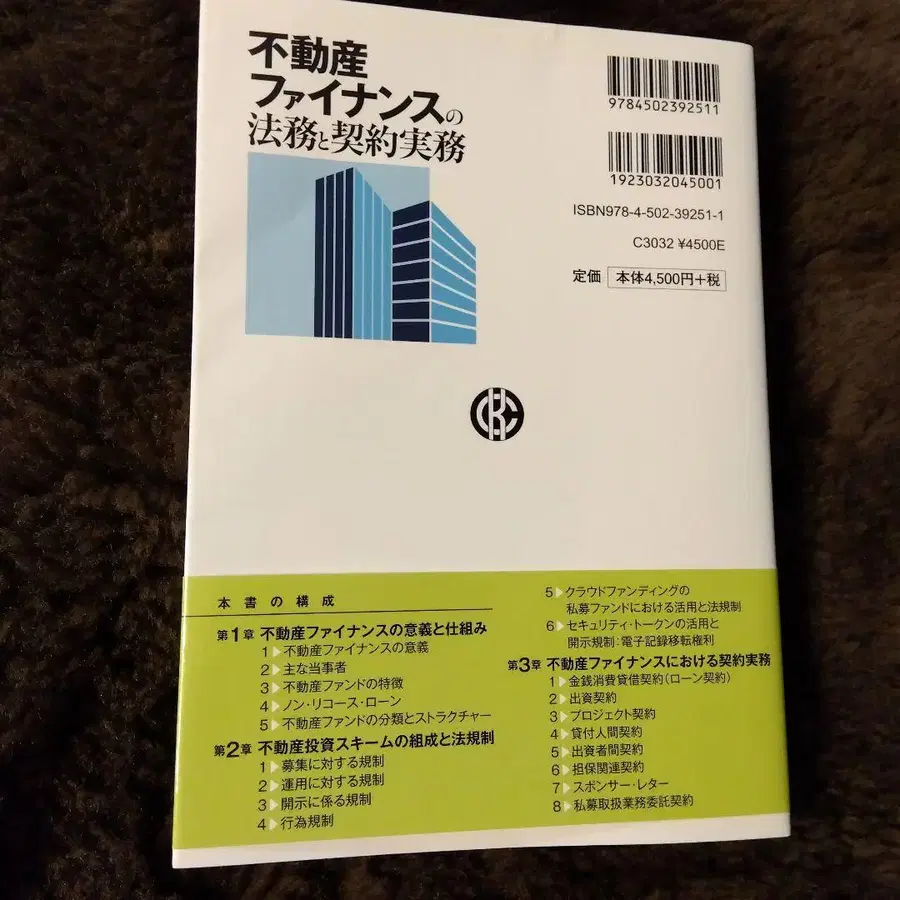 不動産
ファイナンスの
法務と契約実務
9784502392511
1923032045001
ISBN978-4-502-39251-1
C3032 ¥4500E
定価 本体4,500円+税
本書の構成
第1章 不動産ファイナンスの意義と仕組み
1 不動産ファイナンスの意義
2 主な当事者
3 不動産ファンドの特徴
4 ノン・リコース・ローン
5 不動産ファンドの分類とストラクチャー
第2章 不動産投資スキームの組成と法規制
1 募集に対する規制
2 運用に対する規制
3 開示に係る規制
4 行為規制
5 クラウドファンディングの
私募ファンドにおける活用と法規制
6 セキュリティ・トークンの活用と
開示規制:電子記録移転権利
第3章 不動産ファイナンスにおける契約実務
1 金銭消費貸借契約(ローン契約)
2 出資契約
3 プロジェクト契約
4 貸付人間契約
5 出資者間契約
6 担保関連契約
7 スポンサー・レター
8 私募取扱業務委託契約